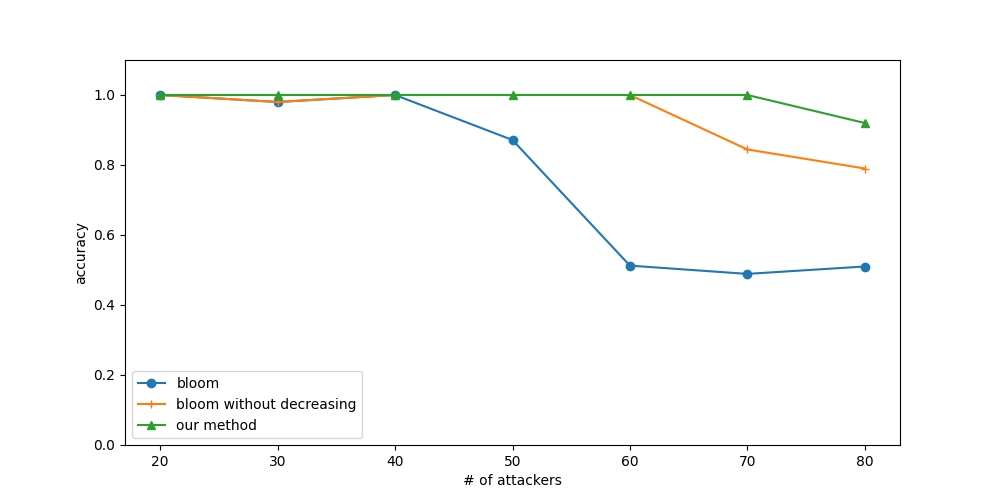 1.0
0.8
0.6
0.4
0.2
0.0
accuracy
bloom
bloom without decreasing
our method
20 30 40 50 60 70 80
# of attackers